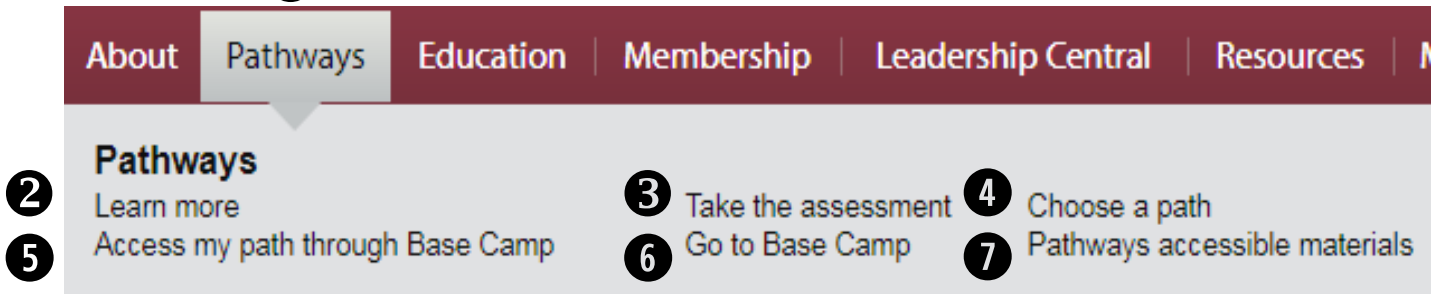 About Pathways Education Membership Leadership Central Resources
Pathways
2 Learn more 3 Take the assessment 4 Choose a path
5 Access my path through Base Camp 6 Go to Base Camp 7 Pathways accessible materials